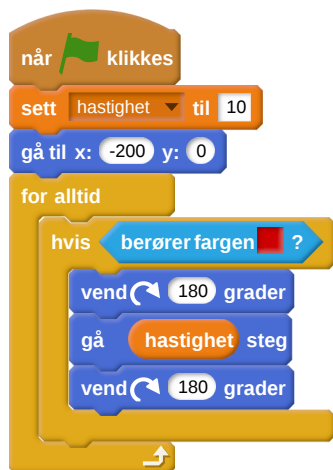 når klikkes
sett hastighet til 10
gå til x: -200 y: 0
for alltid
hvis berører fargen ?
vend 180 grader
gå hastighet steg
vend 180 grader